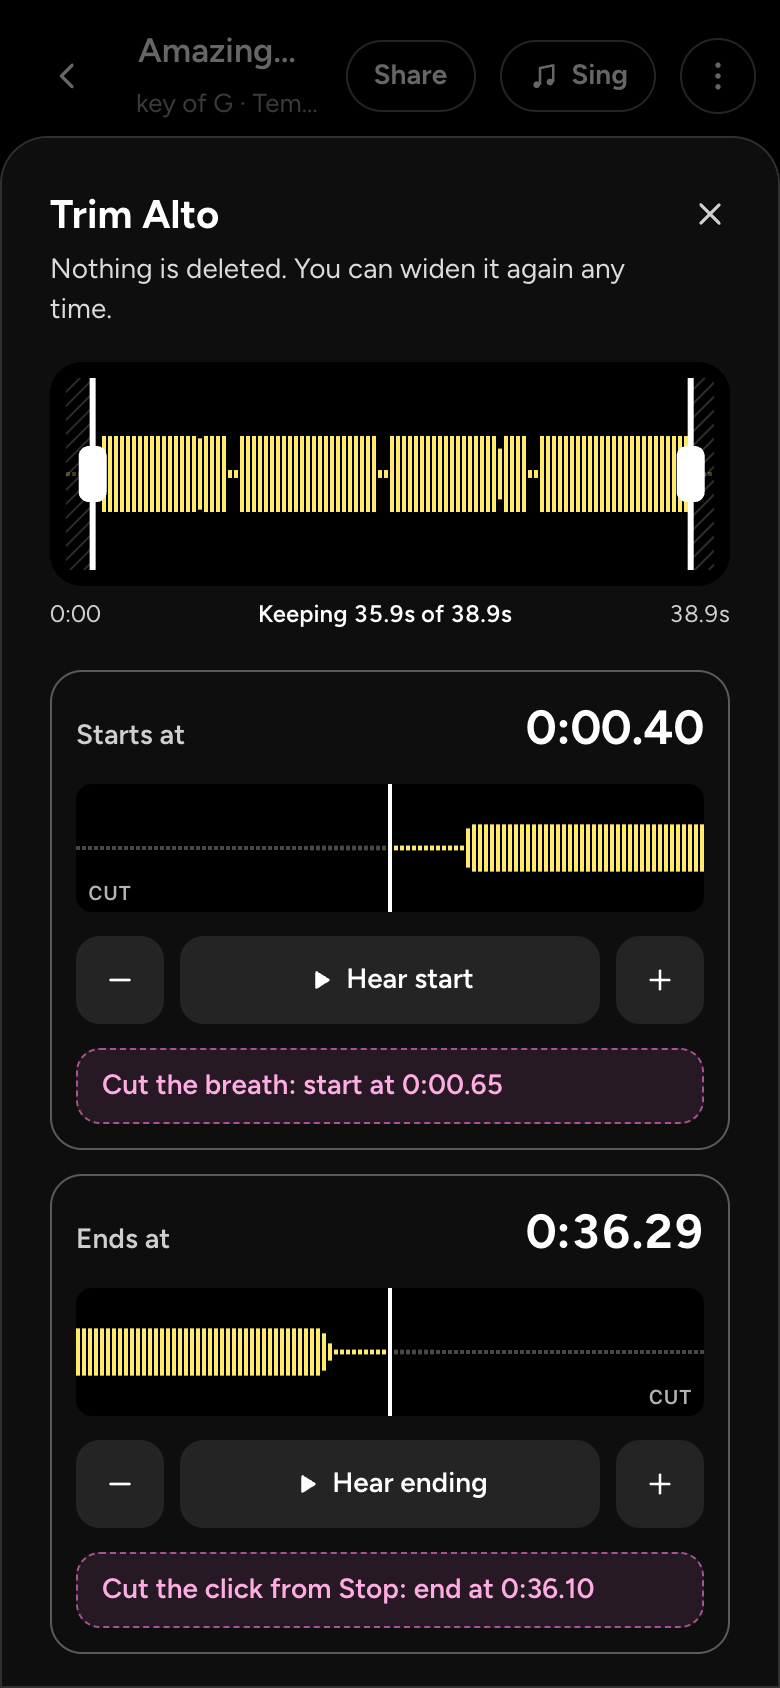 Amazing...
key of G · Tem...
Share
Sing
Trim Alto
Nothing is deleted. You can widen it again any
time.
0:00
Keeping 35.9s of 38.9s
38.9s
Starts at
0:00.40
CUT
Hear start
Cut the breath: start at 0:00.65
Ends at
0:36.29
CUT
Hear ending
Cut the click from Stop: end at 0:36.10